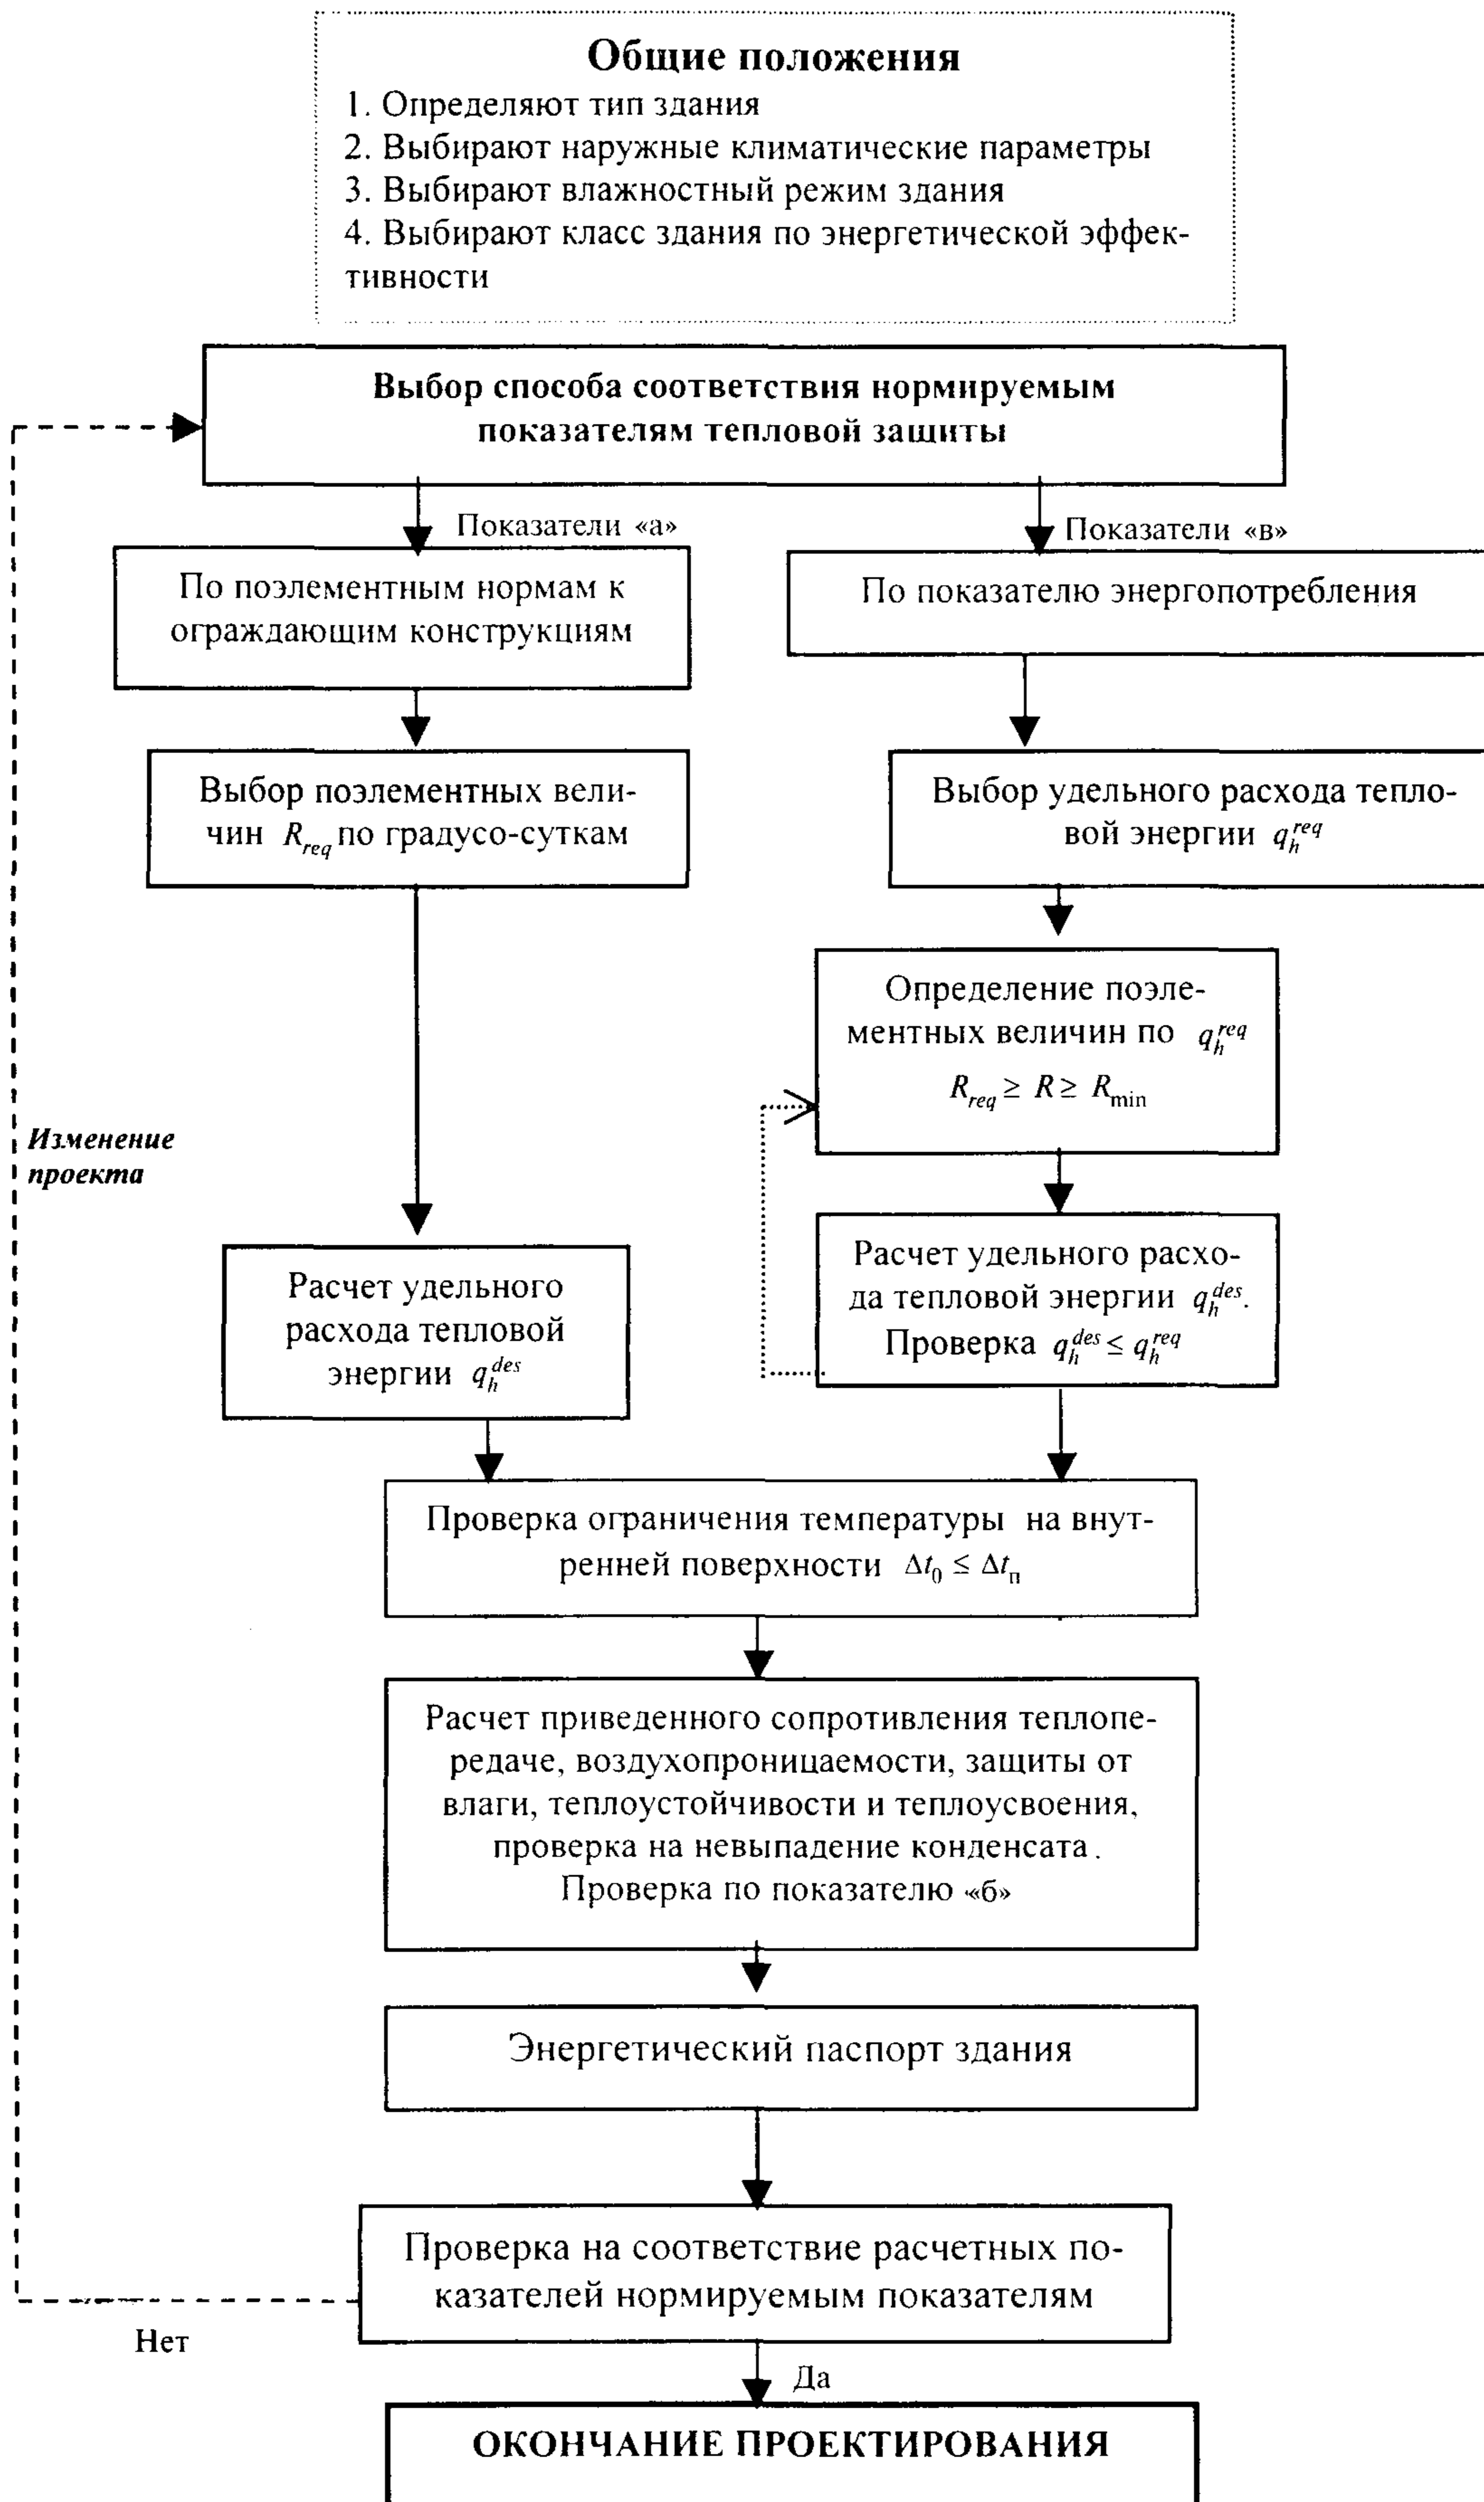 Общие положения
1. Определяют тип здания
2. Выбирают наружные климатические параметры
3. Выбирают влажностный режим здания
4. Выбирают класс здания по энергетической эффек-
тивности
Выбор способа соответствия нормируемым
показателям тепловой защиты
Показатели «а»
Показатели «в»
По поэлементным нормам к
ограждающим конструкциям
По показателю энергопотребления
Выбор поэлементных вели-
чин R_req по градусо-суткам
Выбор удельного расхода тепло-
вой энергии q_h^req
Определение поэле-
ментных величин по q_h^req
R_req ≥ R ≥ R_min
Изменение
проекта
Расчет удельного
расхода тепловой
энергии q_h^des
Расчет удельного расхо-
да тепловой энергии q_h^des.
Проверка q_h^des ≤ q_h^req
Проверка ограничения температуры на внут-
ренней поверхности Δt_0 ≤ Δt_п
Расчет приведенного сопротивления теплопе-
редаче, воздухопроницаемости, защиты от
влаги, теплоустойчивости и теплоусвоения,
проверка на невыпадение конденсата.
Проверка по показателю «б»
Энергетический паспорт здания
Проверка на соответствие расчетных по-
казателей нормируемым показателям
Нет
Да
ОКОНЧАНИЕ ПРОЕКТИРОВАНИЯ